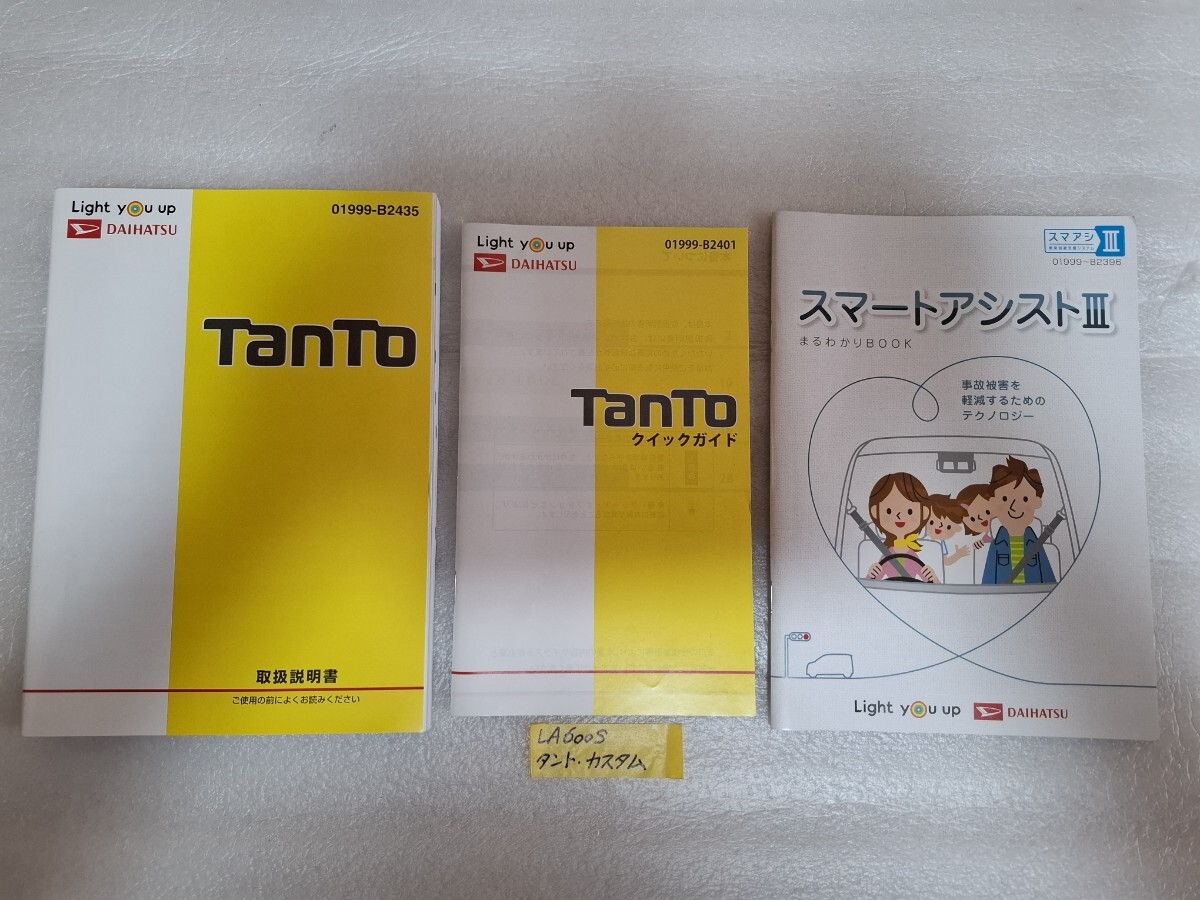 Light you up
DAIHATSU
01999-B2435
TanTo
取扱説明書
ご使用の前によくお読みください
Light you up
DAIHATSU
01999-B2401
TanTo
クイックガイド
スマアシ III
01999-B2396
スマートアシストIII
まるわかりBOOK
事故被害を
軽減するための
テクノロジー
Light you up DAIHATSU
LA600S
タント・カスタム